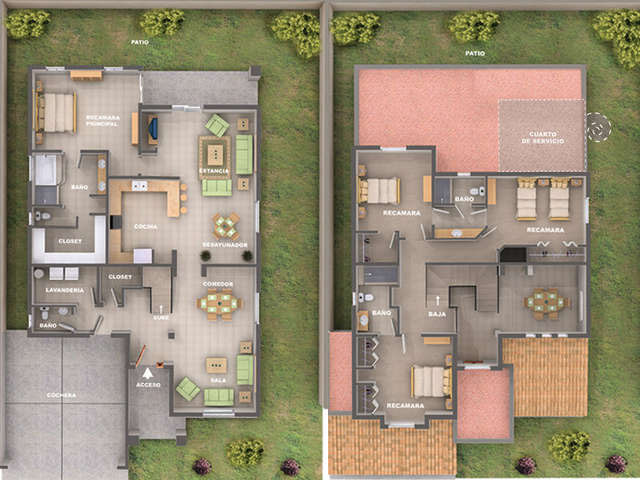 PATIO
RECAMARA
PRINCIPAL
ESTANCIA
BAÑO
COCINA
DESAYUNADOR
CLOSET
LAVANDERIA
CLOSET
COMEDOR
SUBE
BAÑO
ACCESO
SALA
COCHERA
PATIO
CUARTO
DE SERVICIO
RECAMARA
BAÑO
RECAMARA
BAÑO
BAJA
RECAMARA